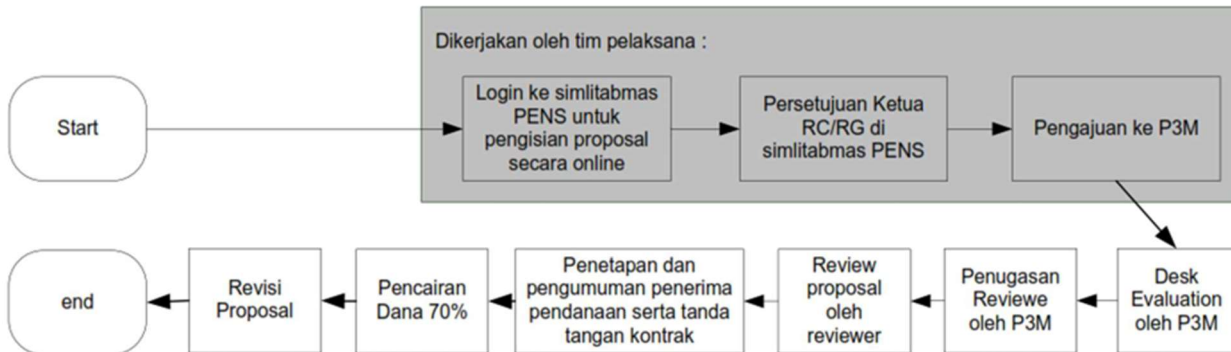 Dikerjakan oleh tim pelaksana :
Start
Login ke simlitabmas
PENS untuk
pengisian proposal
secara online
Persetujuan Ketua
RC/RG di
simlitabmas PENS
Pengajuan ke P3M
Desk
Evaluation
oleh P3M
Penugasan
Reviewe
oleh P3M
Review
proposal
oleh
reviewer
Penetapan dan
pengumuman penerima
pendanaan serta tanda
tangan kontrak
Pencairan
Dana 70%
Revisi
Proposal
end